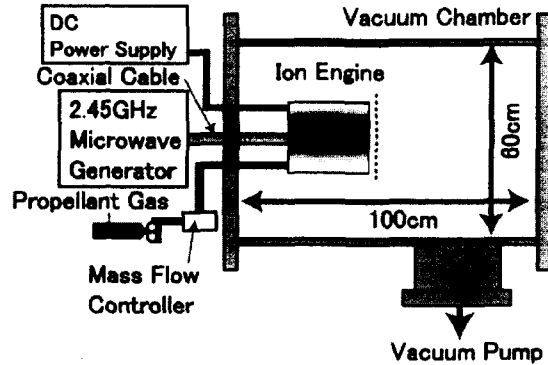 DC
Power Supply
Coaxial Cable
2.45GHz
Microwave
Generator
Propellant Gas
Mass Flow
Controller
Vacuum Chamber
Ion Engine
60cm
100cm
Vacuum Pump